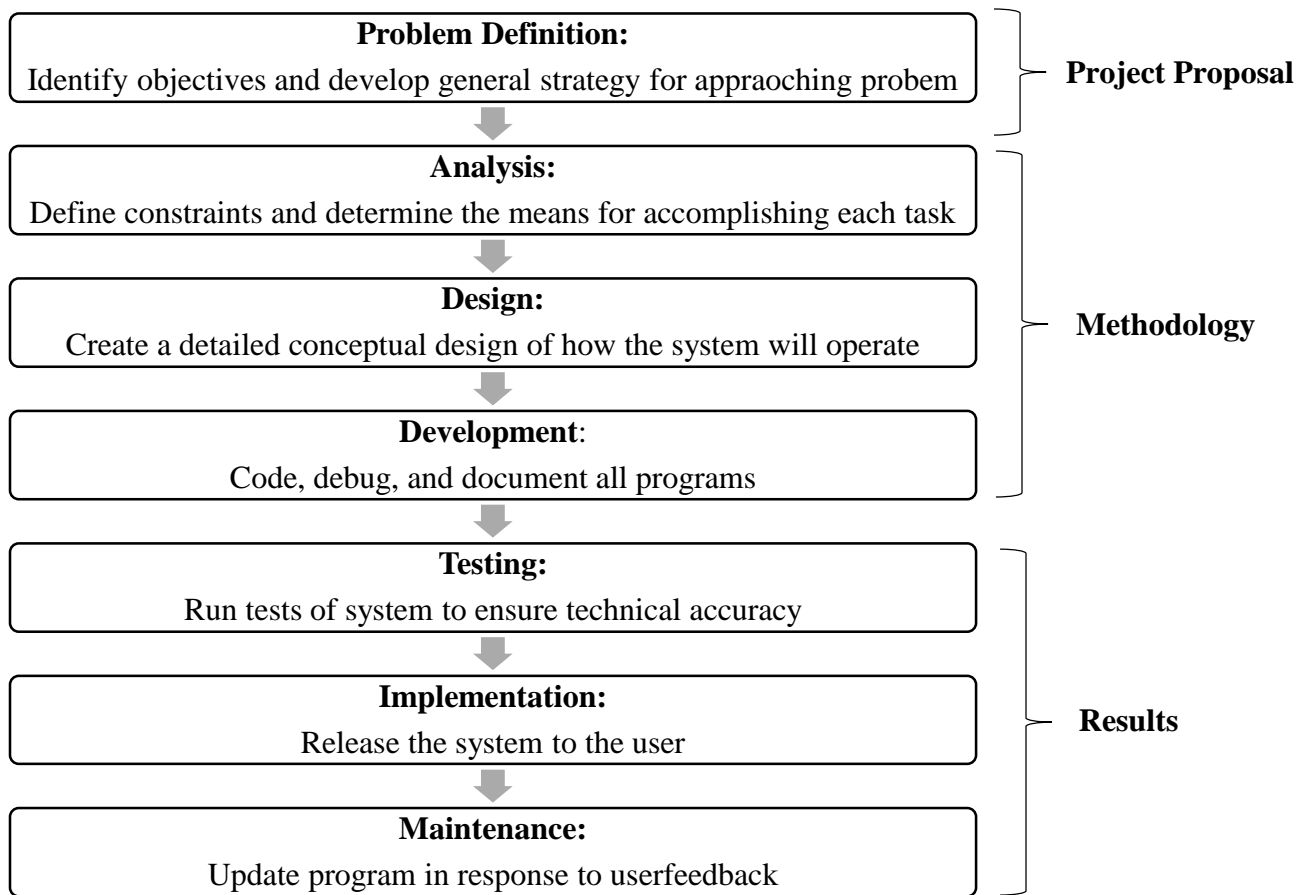 Problem Definition:
Identify objectives and develop general strategy for appraoching probem
Project Proposal
Analysis:
Define constraints and determine the means for accomplishing each task
Design:
Create a detailed conceptual design of how the system will operate
Methodology
Development:
Code, debug, and document all programs
Testing:
Run tests of system to ensure technical accuracy
Implementation:
Release the system to the user
Results
Maintenance:
Update program in response to userfeedback